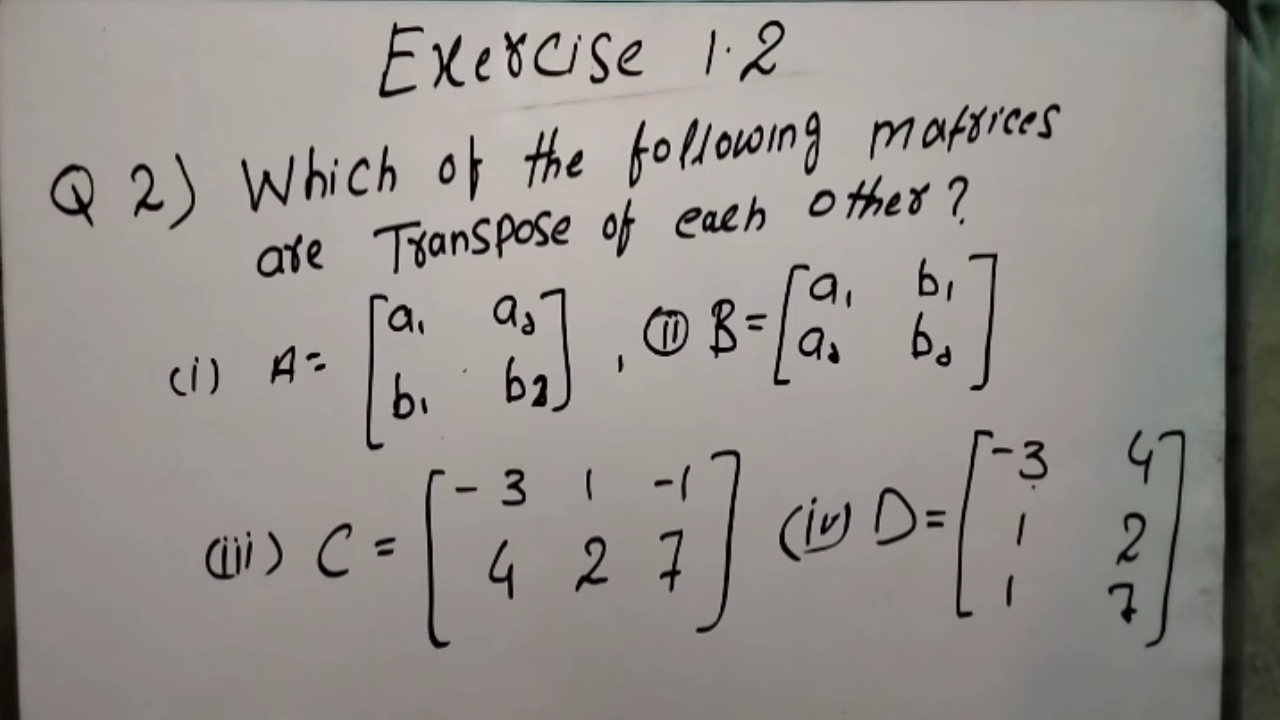 Exercise 1.2
Q 2) Which of the following matrices
are Transpose of each other?
(i) A= [a₁ a₂ , (ii) B= [a₁ b₁
b₁ b₂] a₂ b₂]
(iii) C = [-3 1 -1 (iv) D= [-3 4
4 2 7] 1 2
1 7]